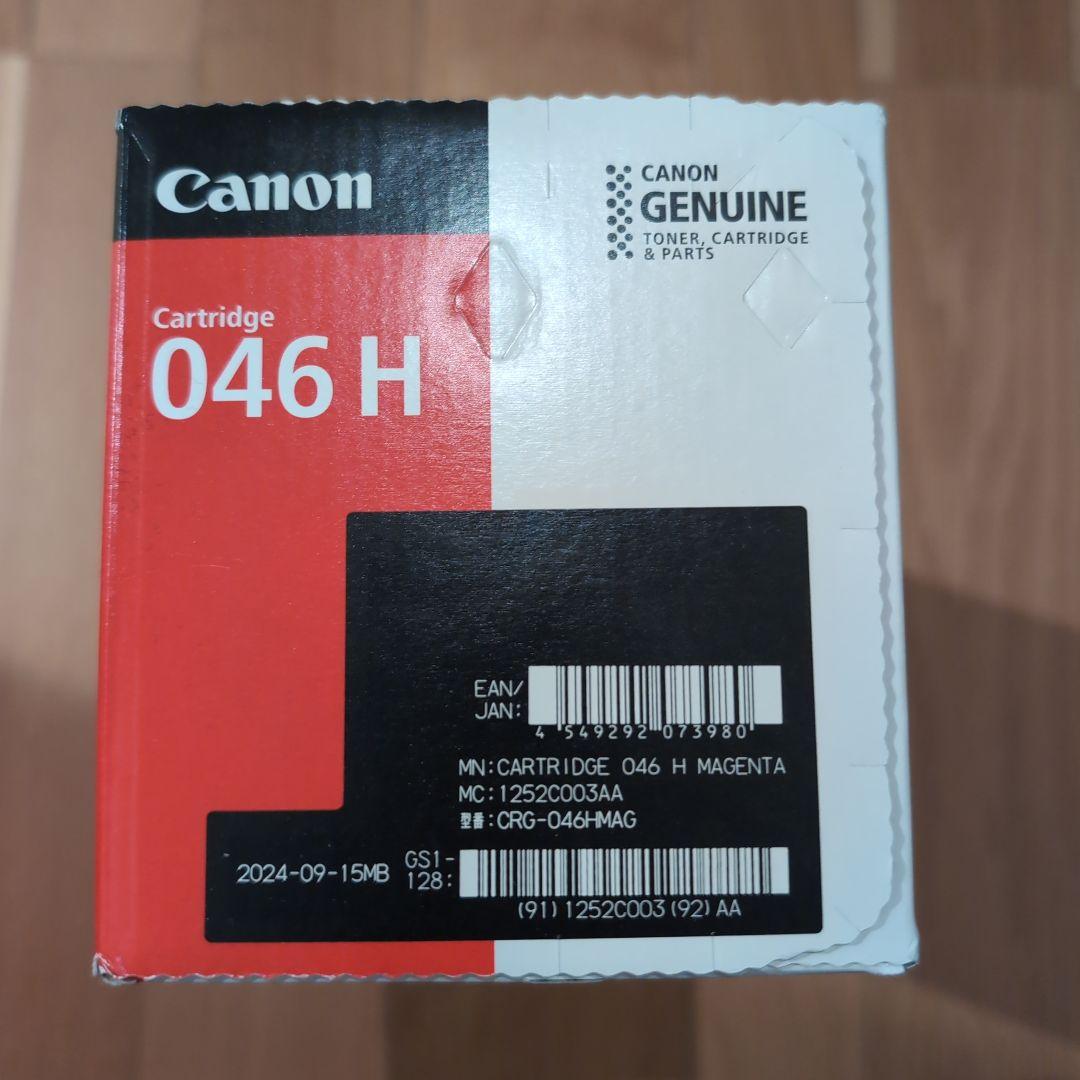 Canon
CANON
GENUINE
TONER, CARTRIDGE
& PARTS
Cartridge
046 H
EAN/
JAN:
4 549292 073980
MN:CARTRIDGE 046 H MAGENTA
MC:1252C003AA
型番:CRG-046HMAG
2024-09-15MB
GS1-
128:
(91)1252C003(92)AA